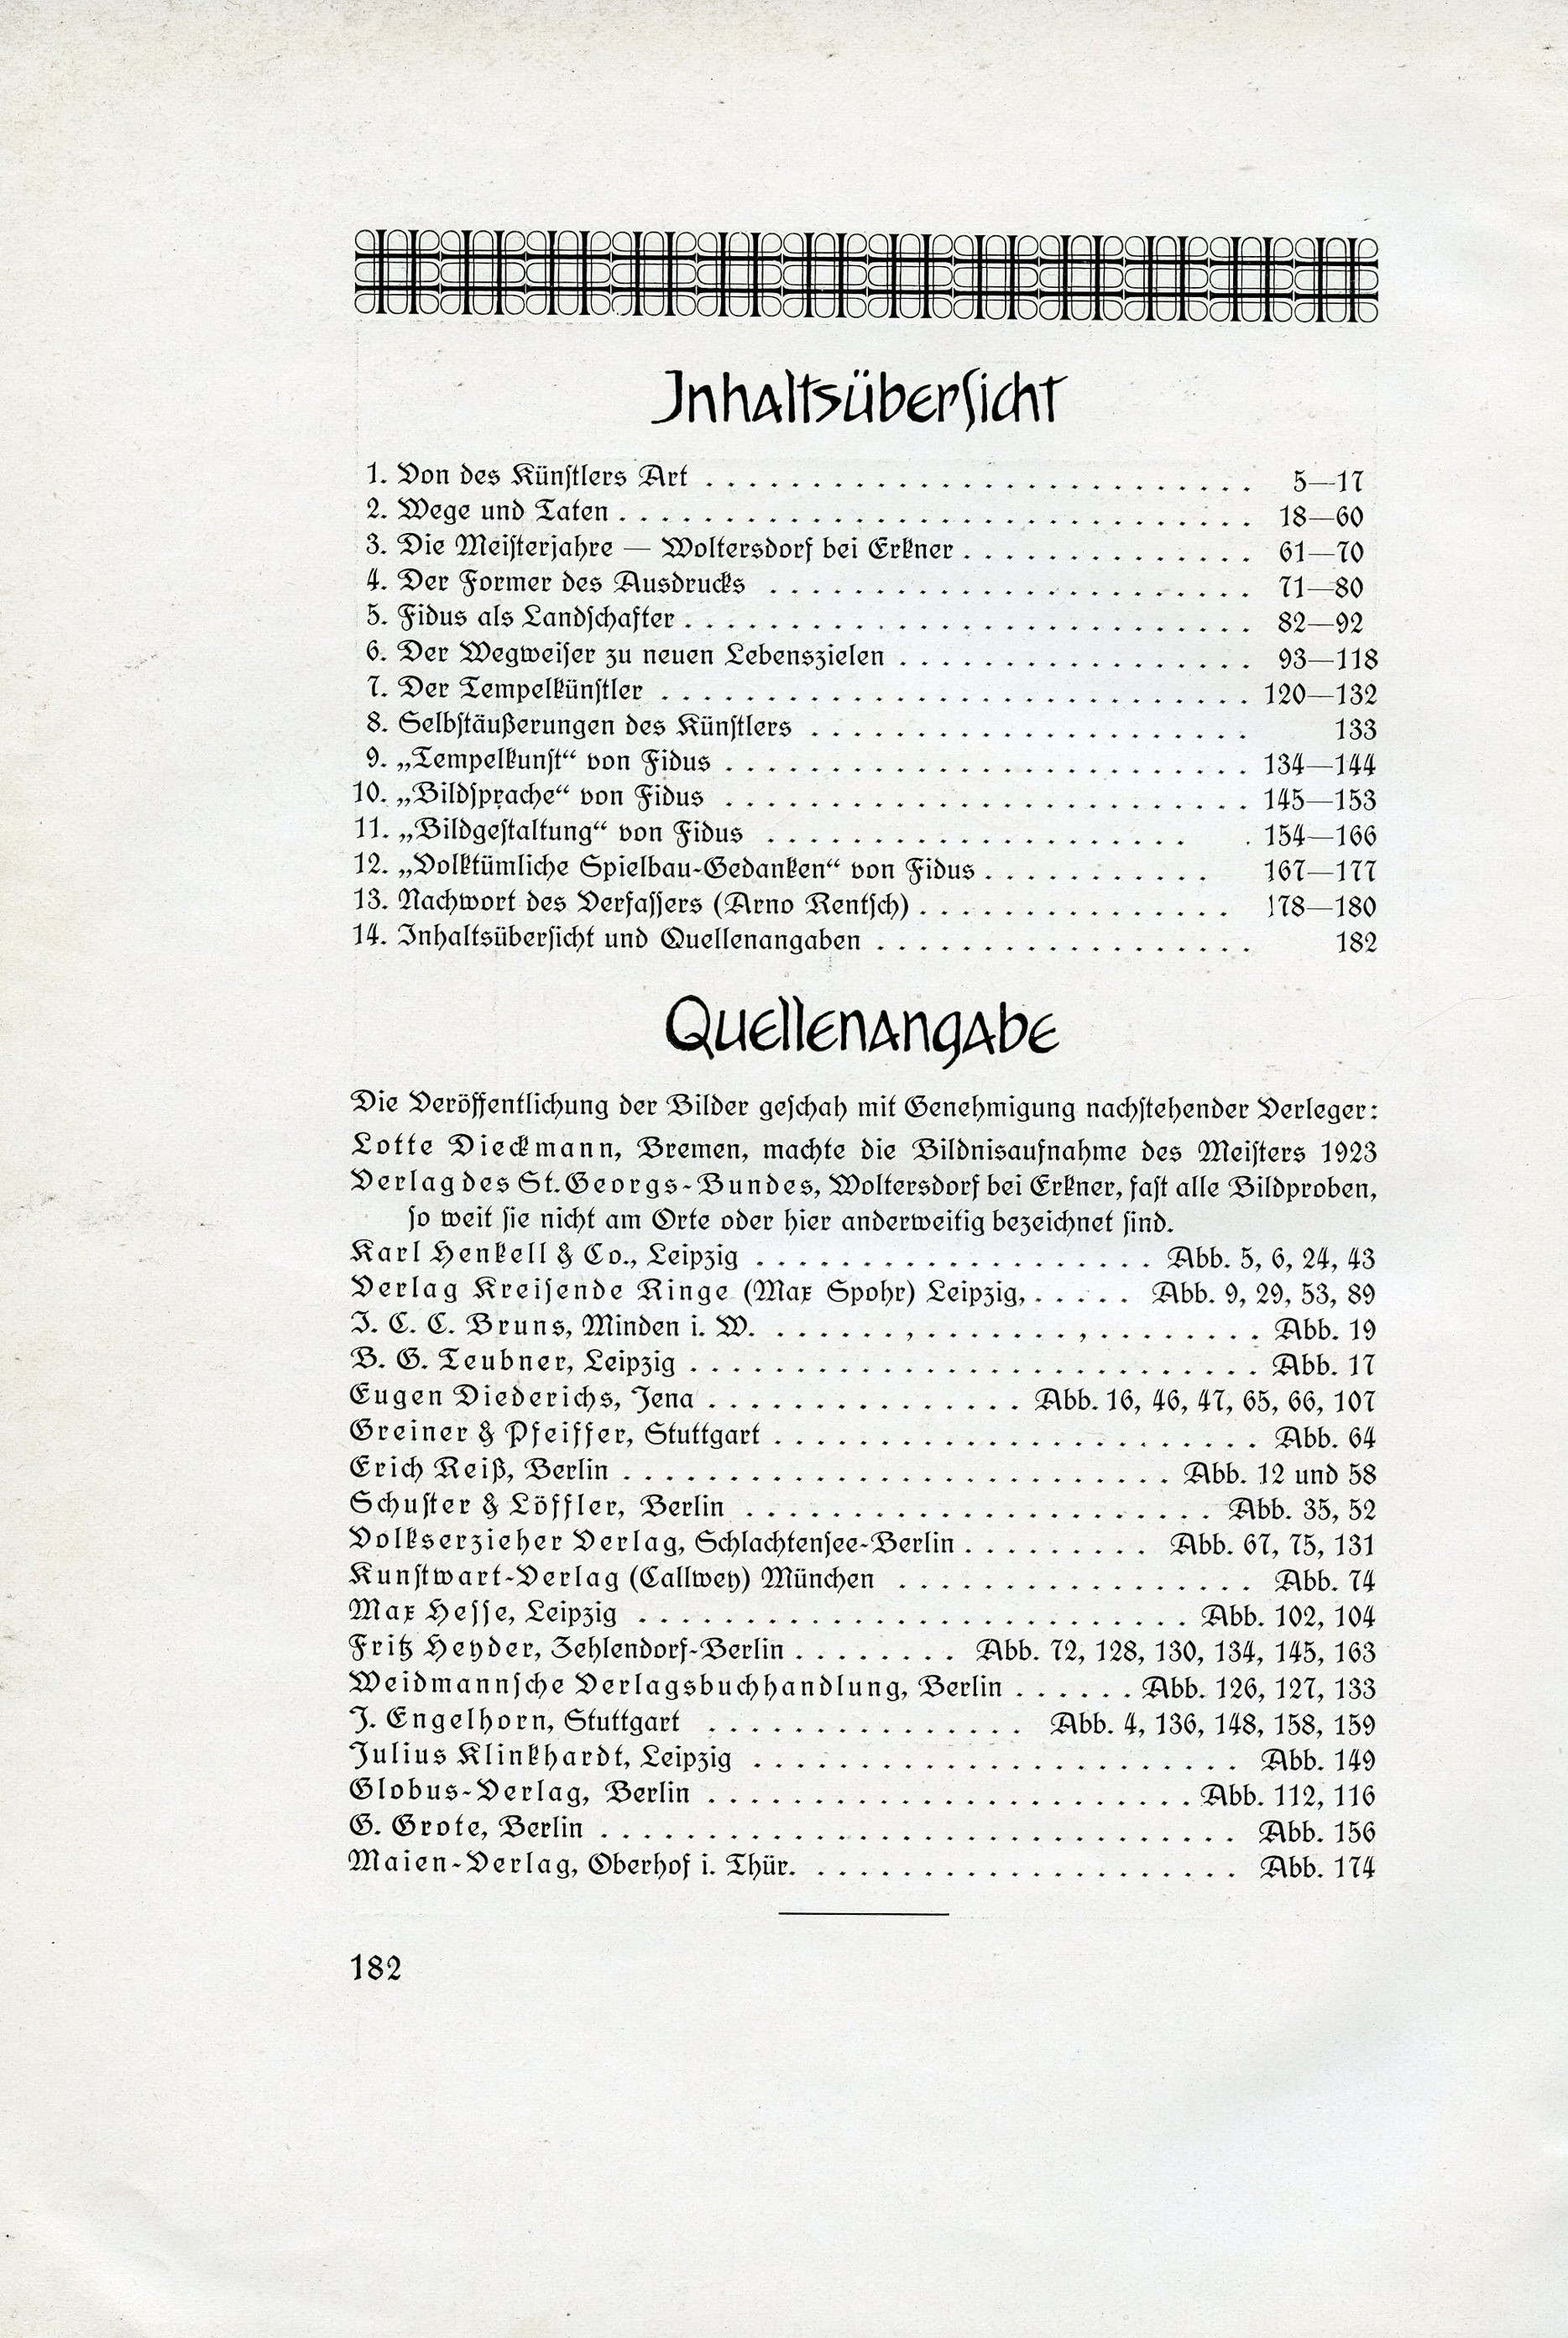 Inhaltsübersicht
1. Von des Künstlers Art . . . . . . . . . . . . . . . . . . . . . . . . . . 5—17
2. Wege und Taten . . . . . . . . . . . . . . . . . . . . . . . . . . . . . . 18—60
3. Die Meisterjahre — Woltersdorf bei Erkner . . . . . . . . . . . . . . 61—70
4. Der Former des Ausdrucks . . . . . . . . . . . . . . . . . . . . . . . 71—80
5. Fidus als Landschafter . . . . . . . . . . . . . . . . . . . . . . . . . . . 82—92
6. Der Wegweiser zu neuen Lebenszielen . . . . . . . . . . . . . . . . . 93—118
7. Der Tempelkünstler . . . . . . . . . . . . . . . . . . . . . . . . . . . . 120—132
8. Selbstäußerungen des Künstlers . . . . . . . . . . . . . . . . . . . . . 133
9. „Tempelkunst“ von Fidus . . . . . . . . . . . . . . . . . . . . . . . . . 134—144
10. „Bildsprache“ von Fidus . . . . . . . . . . . . . . . . . . . . . . . . . 145—153
11. „Bildgestaltung“ von Fidus . . . . . . . . . . . . . . . . . . . . . 154—166
12. „Volktümliche Spielbau-Gedanken“ von Fidus . . . . . . . . . . . 167—177
13. Nachwort des Verfassers (Arno Rentsch) . . . . . . . . . . . . . . . 178—180
14. Inhaltsübersicht und Quellenangaben . . . . . . . . . . . . . . . . . . 182
Quellenangabe
Die Veröffentlichung der Bilder geschah mit Genehmigung nachstehender Verleger:
Lotte Dieckmann, Bremen, machte die Bildnisaufnahme des Meisters 1923
Verlag des St. Georgs-Bundes, Woltersdorf bei Erkner, fast alle Bildproben,
so weit sie nicht am Orte oder hier anderweitig bezeichnet sind.
Karl Henkell & Co., Leipzig . . . . . . . . . . . . . . . . . . . Abb. 5, 6, 24, 43
Verlag Kreisende Ringe (Max Spohr) Leipzig, . . . . . Abb. 9, 29, 53, 89
J. C. C. Bruns, Minden i. W. . . . . . . . , . . . . . . . . , . . . . . . . . Abb. 19
B. G. Teubner, Leipzig . . . . . . . . . . . . . . . . . . . . . . . . . . . Abb. 17
Eugen Diederichs, Jena . . . . . . . . . . . . . . . Abb. 16, 46, 47, 65, 66, 107
Greiner & Pfeiffer, Stuttgart . . . . . . . . . . . . . . . . . . . . . . . Abb. 64
Erich Reiß, Berlin . . . . . . . . . . . . . . . . . . . . . . . . . . Abb. 12 und 58
Schuster & Löffler, Berlin . . . . . . . . . . . . . . . . . . . . . . Abb. 35, 52
Volkserzieher Verlag, Schlachtensee-Berlin . . . . . . . . . Abb. 67, 75, 131
Kunstwart-Verlag (Callwey) München . . . . . . . . . . . . . . . . . Abb. 74
Max Hesse, Leipzig . . . . . . . . . . . . . . . . . . . . . . . . . . Abb. 102, 104
Fritz Heyder, Zehlendorf-Berlin . . . . . . . . Abb. 72, 128, 130, 134, 145, 163
Weidmannsche Verlagsbuchhandlung, Berlin . . . . . . Abb. 126, 127, 133
J. Engelhorn, Stuttgart . . . . . . . . . . . . . . . Abb. 4, 136, 148, 158, 159
Julius Klinkhardt, Leipzig . . . . . . . . . . . . . . . . . . . . . . . Abb. 149
Globus-Verlag, Berlin . . . . . . . . . . . . . . . . . . . . . . . Abb. 112, 116
G. Grote, Berlin . . . . . . . . . . . . . . . . . . . . . . . . . . . . . . Abb. 156
Maien-Verlag, Oberhof i. Thür. . . . . . . . . . . . . . . . . . . . . Abb. 174
182